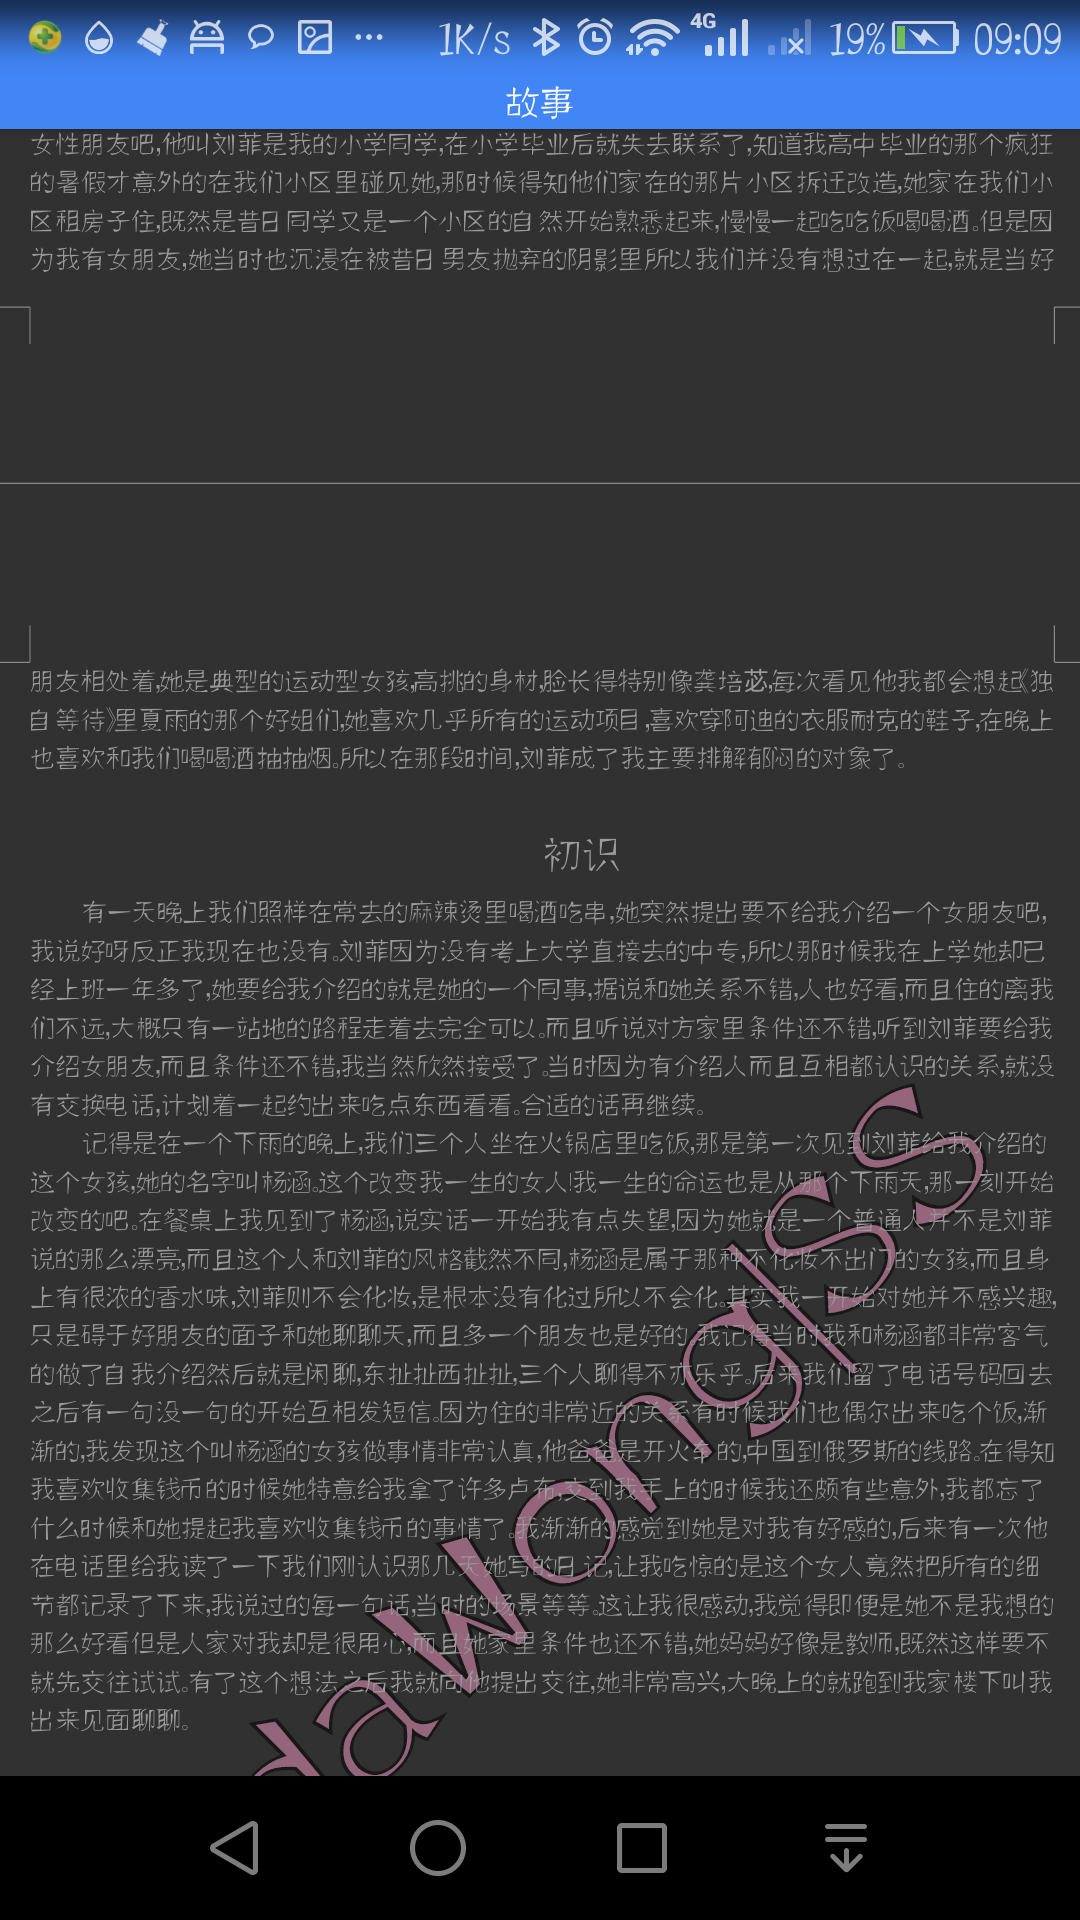 1K/s 4G 19% 09:09
故事
女性朋友吧,他叫刘菲是我的小学同学,在小学毕业后就失去联系了,知道我高中毕业的那个疯狂
的暑假才意外的在我们小区里碰见她,那时候得知他们家在的那片小区拆迁改造,她家在我们小
区租房子住,既然是昔日同学又是一个小区的自然开始熟悉起来,慢慢一起吃吃饭喝喝酒。但是因
为我有女朋友,她当时也沉浸在被昔日男友抛弃的阴影里所以我们并没有想过在一起,就是当好
朋友相处着,她是典型的运动型女孩,高挑的身材,脸长得特别像龚培苾,每次看见他我都会想起《独
自等待》里夏雨的那个好姐们,她喜欢几乎所有的运动项目,喜欢穿阿迪的衣服耐克的鞋子,在晚上
也喜欢和我们喝喝酒抽抽烟。所以在那段时间,刘菲成了我主要排解郁闷的对象了。
初识
有一天晚上我们照样在常去的麻辣烫里喝酒吃串,她突然提出要不给我介绍一个女朋友吧,
我说好呀反正我现在也没有。刘菲因为没有考上大学直接去的中专,所以那时候我在上学她却已
经上班一年多了,她要给我介绍的就是她的一个同事,据说和她关系不错,人也好看,而且住的离我
们不远,大概只有一站地的路程走着去完全可以。而且听说对方家里条件还不错,听到刘菲要给我
介绍女朋友,而且条件还不错,我当然欣然接受了。当时因为有介绍人而且互相都认识的关系,就没
有交换电话,计划着一起约出来吃点东西看看。合适的话再继续。
记得是在一个下雨的晚上,我们三个人坐在火锅店里吃饭,那是第一次见到刘菲给我介绍的
这个女孩,她的名字叫杨涵。这个改变我一生的女人!我一生的命运也是从那个下雨天,那一刻开始
改变的吧。在餐桌上我见到了杨涵,说实话一开始我有点失望,因为她就是一个普通人并不是刘菲
说的那么漂亮,而且这个人和刘菲的风格截然不同,杨涵是属于那种不化妆不出门的女孩,而且身
上有很浓的香水味,刘菲则不会化妆,是根本没有化过所以不会化。其实我一开始对她并不感兴趣,
只是碍于好朋友的面子和她聊聊天,而且多一个朋友也是好的,我记得当时我和杨涵都非常客气
的做了自我介绍然后就是闲聊,东扯扯西扯扯,三个人聊得不亦乐乎。后来我们留了电话号码回去
之后有一句没一句的开始互相发短信。因为住的非常近的关系有时候我们也偶尔出来吃个饭,渐
渐的,我发现这个叫杨涵的女孩做事情非常认真,他爸爸是开火车的,中国到俄罗斯的线路。在得知
我喜欢收集钱币的时候她特意给我拿了许多卢布,交到我手上的时候我还颇有些意外,我都忘了
什么时候和她提起我喜欢收集钱币的事情了。我渐渐的感觉到她是对我有好感的,后来有一次他
在电话里给我读了一下我们刚认识那几天她写的日记,让我吃惊的是这个女人竟然把所有的细
节都记录了下来,我说过的每一句话,当时的场景等等。这让我很感动,我觉得即便是她不是我想的
那么好看但是人家对我却是很用心,而且她家里条件也还不错,她妈妈好像是教师,既然这样要不
就先交往试试。有了这个想法之后我就向他提出交往,她非常高兴,大晚上的就跑到我家楼下叫我
出来见面聊聊。
dawongjss